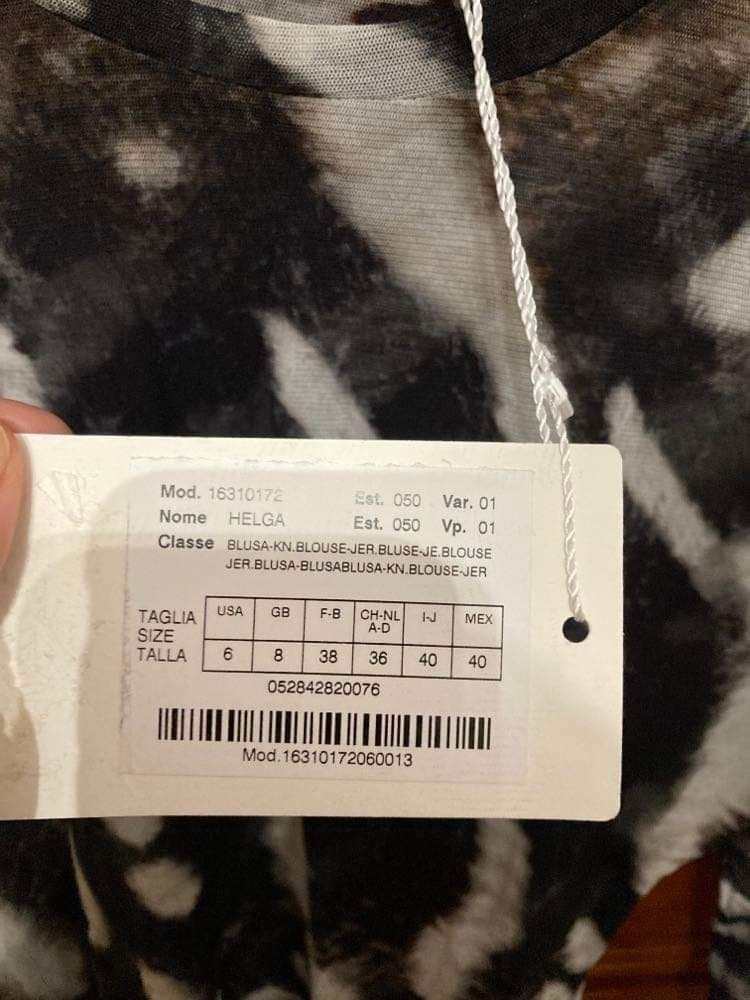 Mod. 16310172 Est. 050 Var. 01
Nome HELGA Est. 050 Vp. 01
Classe BLUSA-KN.BLOUSE-JER.BLUSE-JE.BLOUSE
JER.BLUSA-BLUSABLUSA-KN.BLOUSE-JER
TAGLIA USA GB F-B CH-NL I-J MEX
SIZE A-D
TALLA 6 8 38 36 40 40
052842820076
Mod.16310172060013